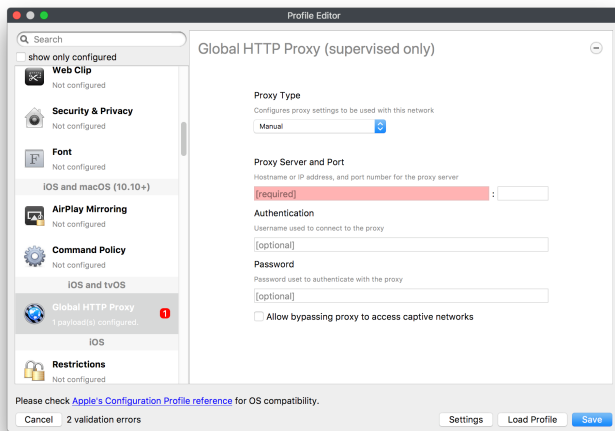 Profile Editor
Search
show only configured
Web Clip
Not configured
Security & Privacy
Not configured
F
Font
Not configured
iOS and macOS (10.10+)
AirPlay Mirroring
Not configured
Command Policy
Not configured
iOS and tvOS
Global HTTP Proxy
1 payload(s) configured.
1
iOS
Restrictions
Not configured
Global HTTP Proxy (supervised only)
Proxy Type
Configures proxy settings to be used with this network
Manual
Proxy Server and Port
Hostname or IP address, and port number for the proxy server
[required] :
Authentication
Username used to connect to the proxy
[optional]
Password
Password uset to authenticate with the proxy
[optional]
Allow bypassing proxy to access captive networks
Please check Apple's Configuration Profile reference for OS compatibility.
Cancel 2 validation errors Settings Load Profile Save